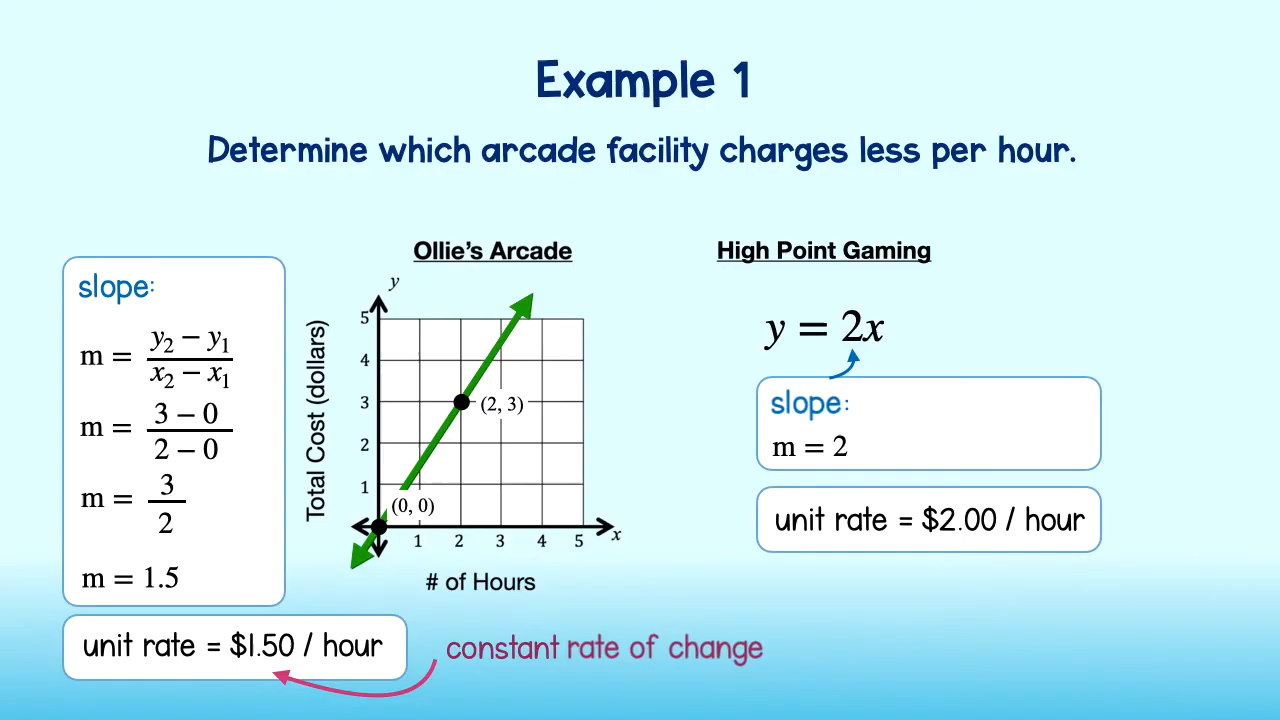 Example 1
Determine which arcade facility charges less per hour.
slope:
m = y₂ − y₁ / x₂ − x₁
m = 3 − 0 / 2 − 0
m = 3 / 2
m = 1.5
unit rate = $1.50 / hour
constant rate of change
Ollie's Arcade
y
Total Cost (dollars)
5
4
3
2
1
(2, 3)
(0, 0)
1 2 3 4 5 x
# of Hours
High Point Gaming
y = 2x
slope:
m = 2
unit rate = $2.00 / hour